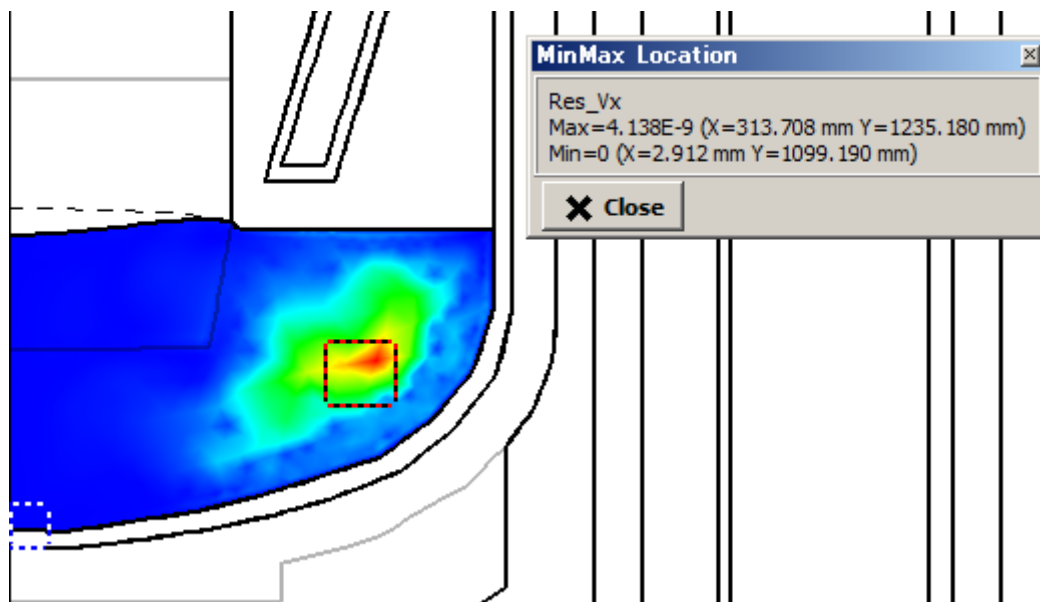 MinMax Location
Res_Vx
Max=4.138E-9 (X=313.708 mm Y=1235.180 mm)
Min=0 (X=2.912 mm Y=1099.190 mm)
Close